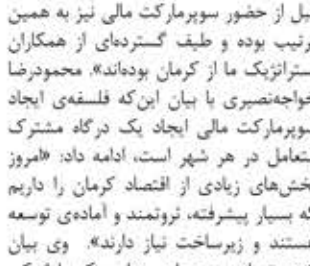 قبل از حضور سوپرمارکت مالی نیز به همین
ترتیب بوده و طیف گسترده‌ای از همکاران
استراتژیک ما از کرمان بوده‌اند». محمودرضا
خواجه‌نصیری با بیان این‌که فلسفه‌ی ایجاد
سوپرمارکت مالی ایجاد یک درگاه مشترک
تعامل در هر شهر است، ادامه داد: «امروز
بخش‌های زیادی از اقتصاد کرمان را داریم
که بسیار پیشرفته، ثروتمند و آماده‌ی توسعه
هستند و زیرساخت نیاز دارند». وی بیان